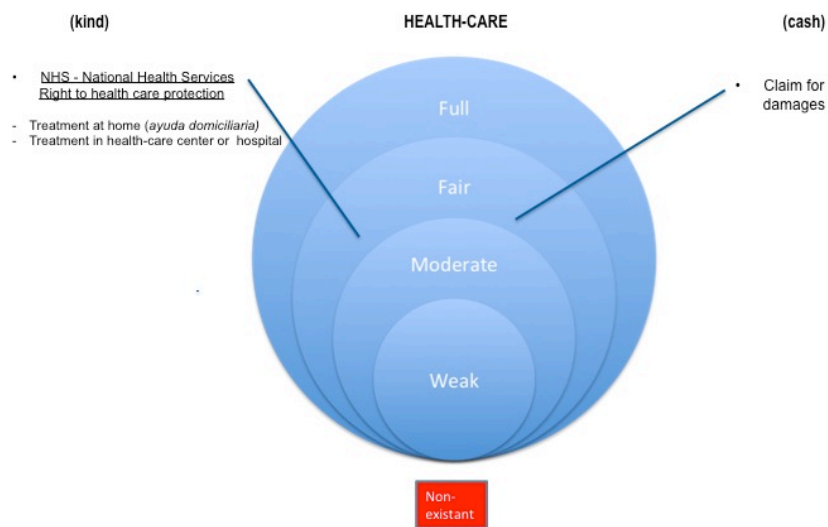 (kind)
HEALTH-CARE
(cash)
• NHS - National Health Services
Right to health care protection
- Treatment at home (ayuda domiciliaria)
- Treatment in health-care center or hospital
• Claim for
damages
Full
Fair
Moderate
Weak
Non-
existant